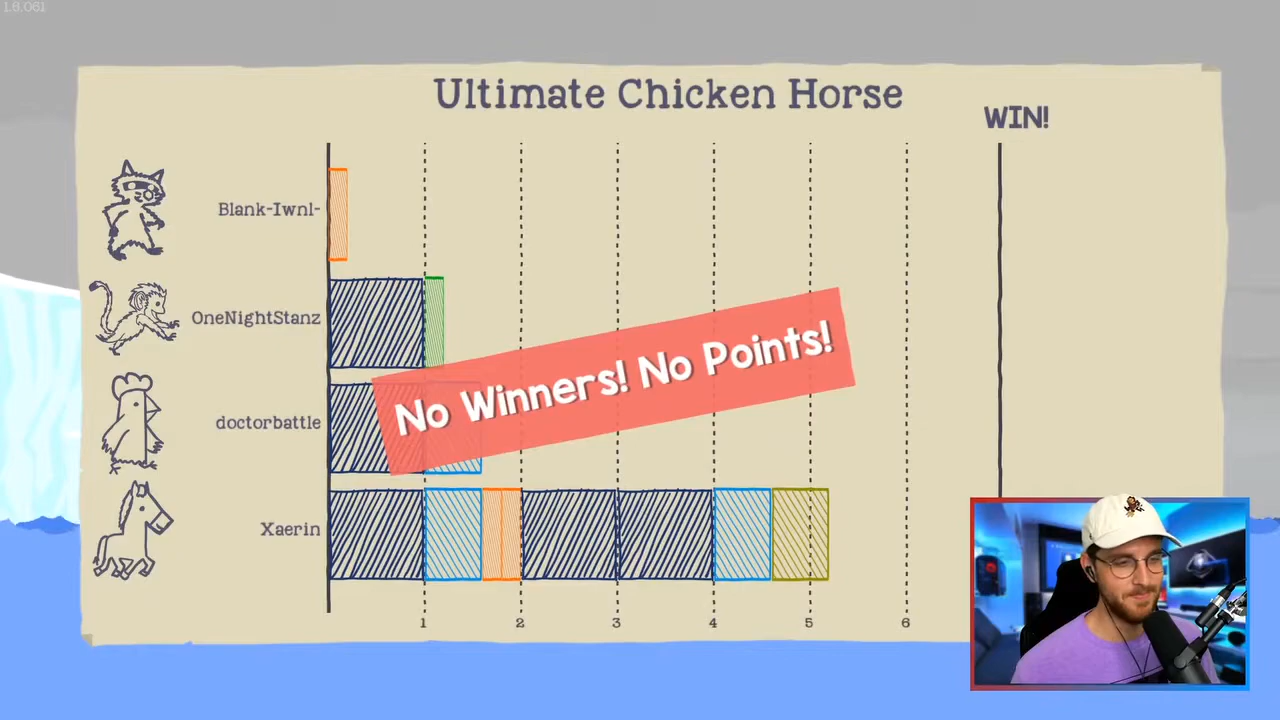 1.8.061
Ultimate Chicken Horse
WIN!
Blank-Iwnl-
OneNightStanz
No Winners! No Points!
doctorbattle
Xaerin
1 2 3 4 5 6